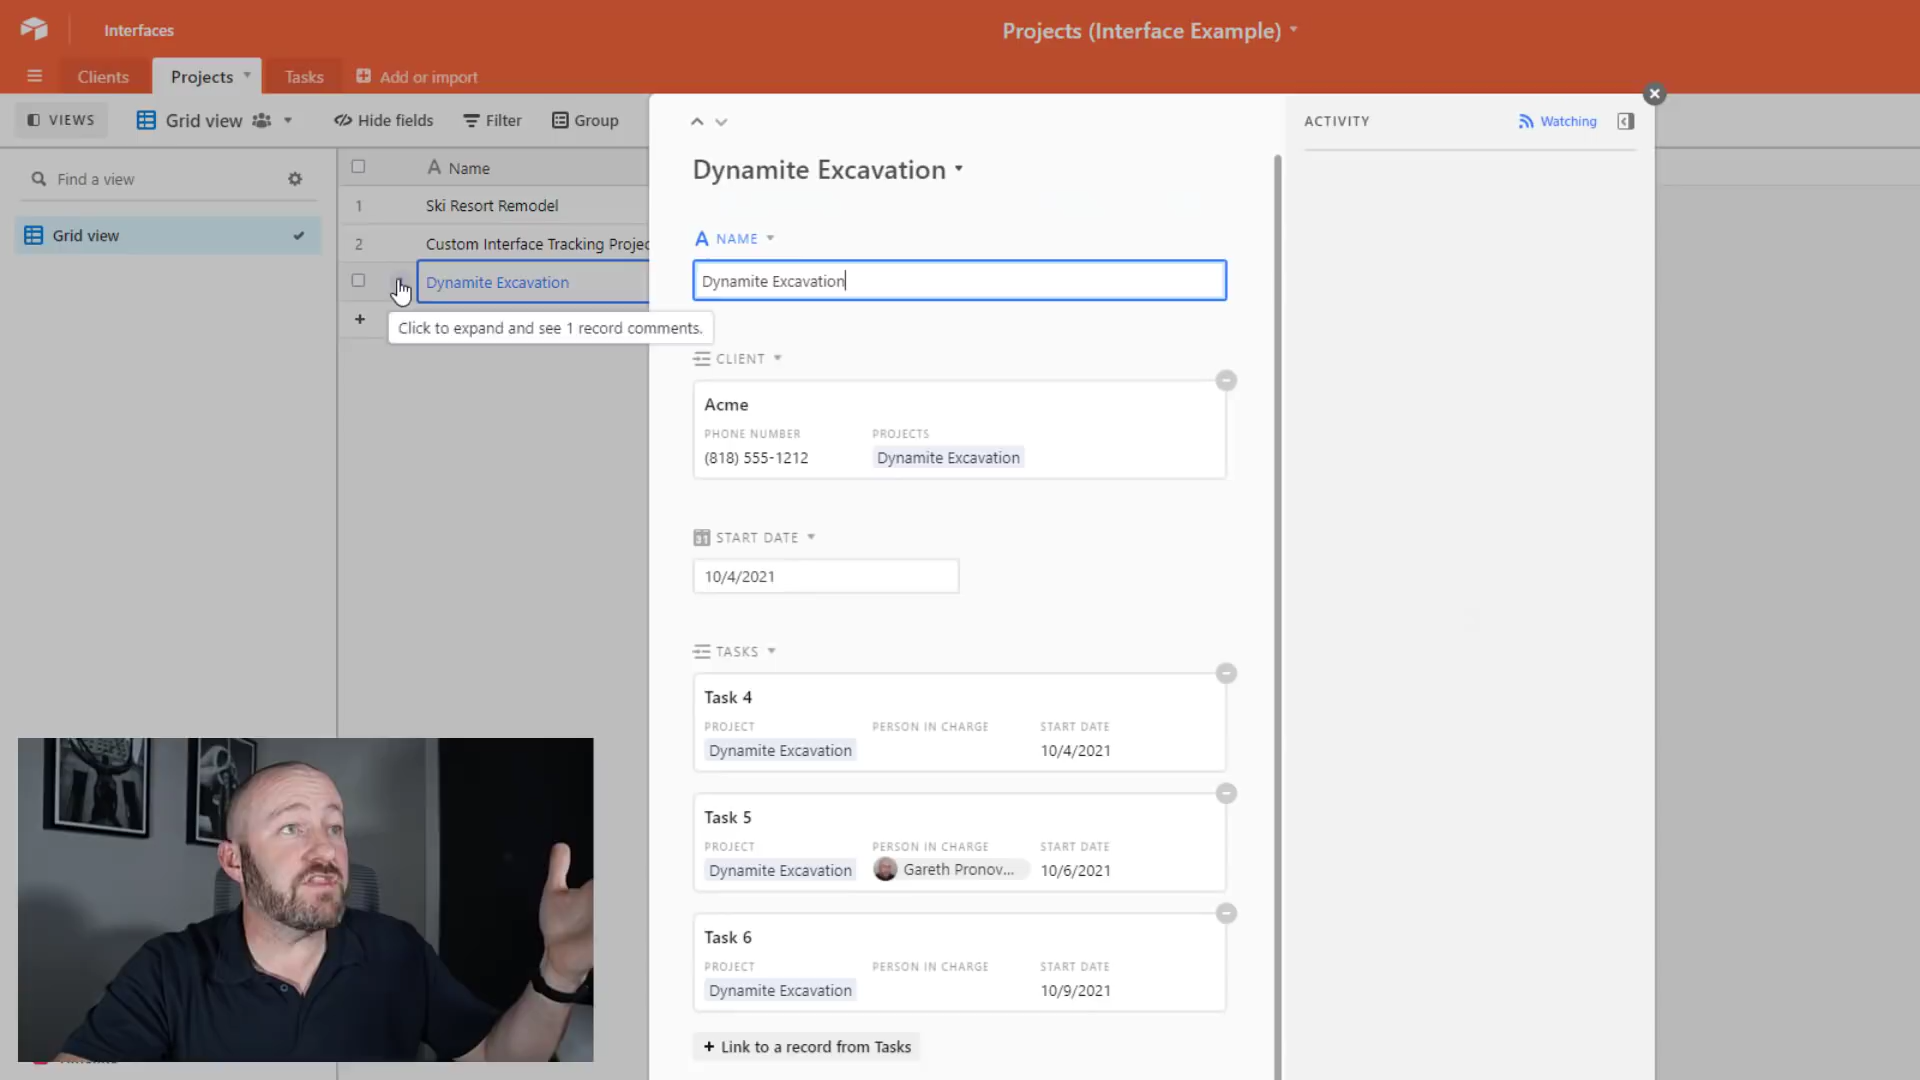 Interfaces
Projects (Interface Example)
Clients
Projects
Tasks
Add or import
VIEWS
Grid view
Hide fields
Filter
Group
Find a view
Grid view
Name
1
Ski Resort Remodel
2
Custom Interface Tracking Projec
Dynamite Excavation
+
Click to expand and see 1 record comments.
Dynamite Excavation
A NAME
Dynamite Excavation
CLIENT
Acme
PHONE NUMBER PROJECTS
(818) 555-1212 Dynamite Excavation
31 START DATE
10/4/2021
TASKS
Task 4
PROJECT PERSON IN CHARGE START DATE
Dynamite Excavation 10/4/2021
Task 5
PROJECT PERSON IN CHARGE START DATE
Dynamite Excavation Gareth Pronov... 10/6/2021
Task 6
PROJECT PERSON IN CHARGE START DATE
Dynamite Excavation 10/9/2021
+ Link to a record from Tasks
ACTIVITY
Watching